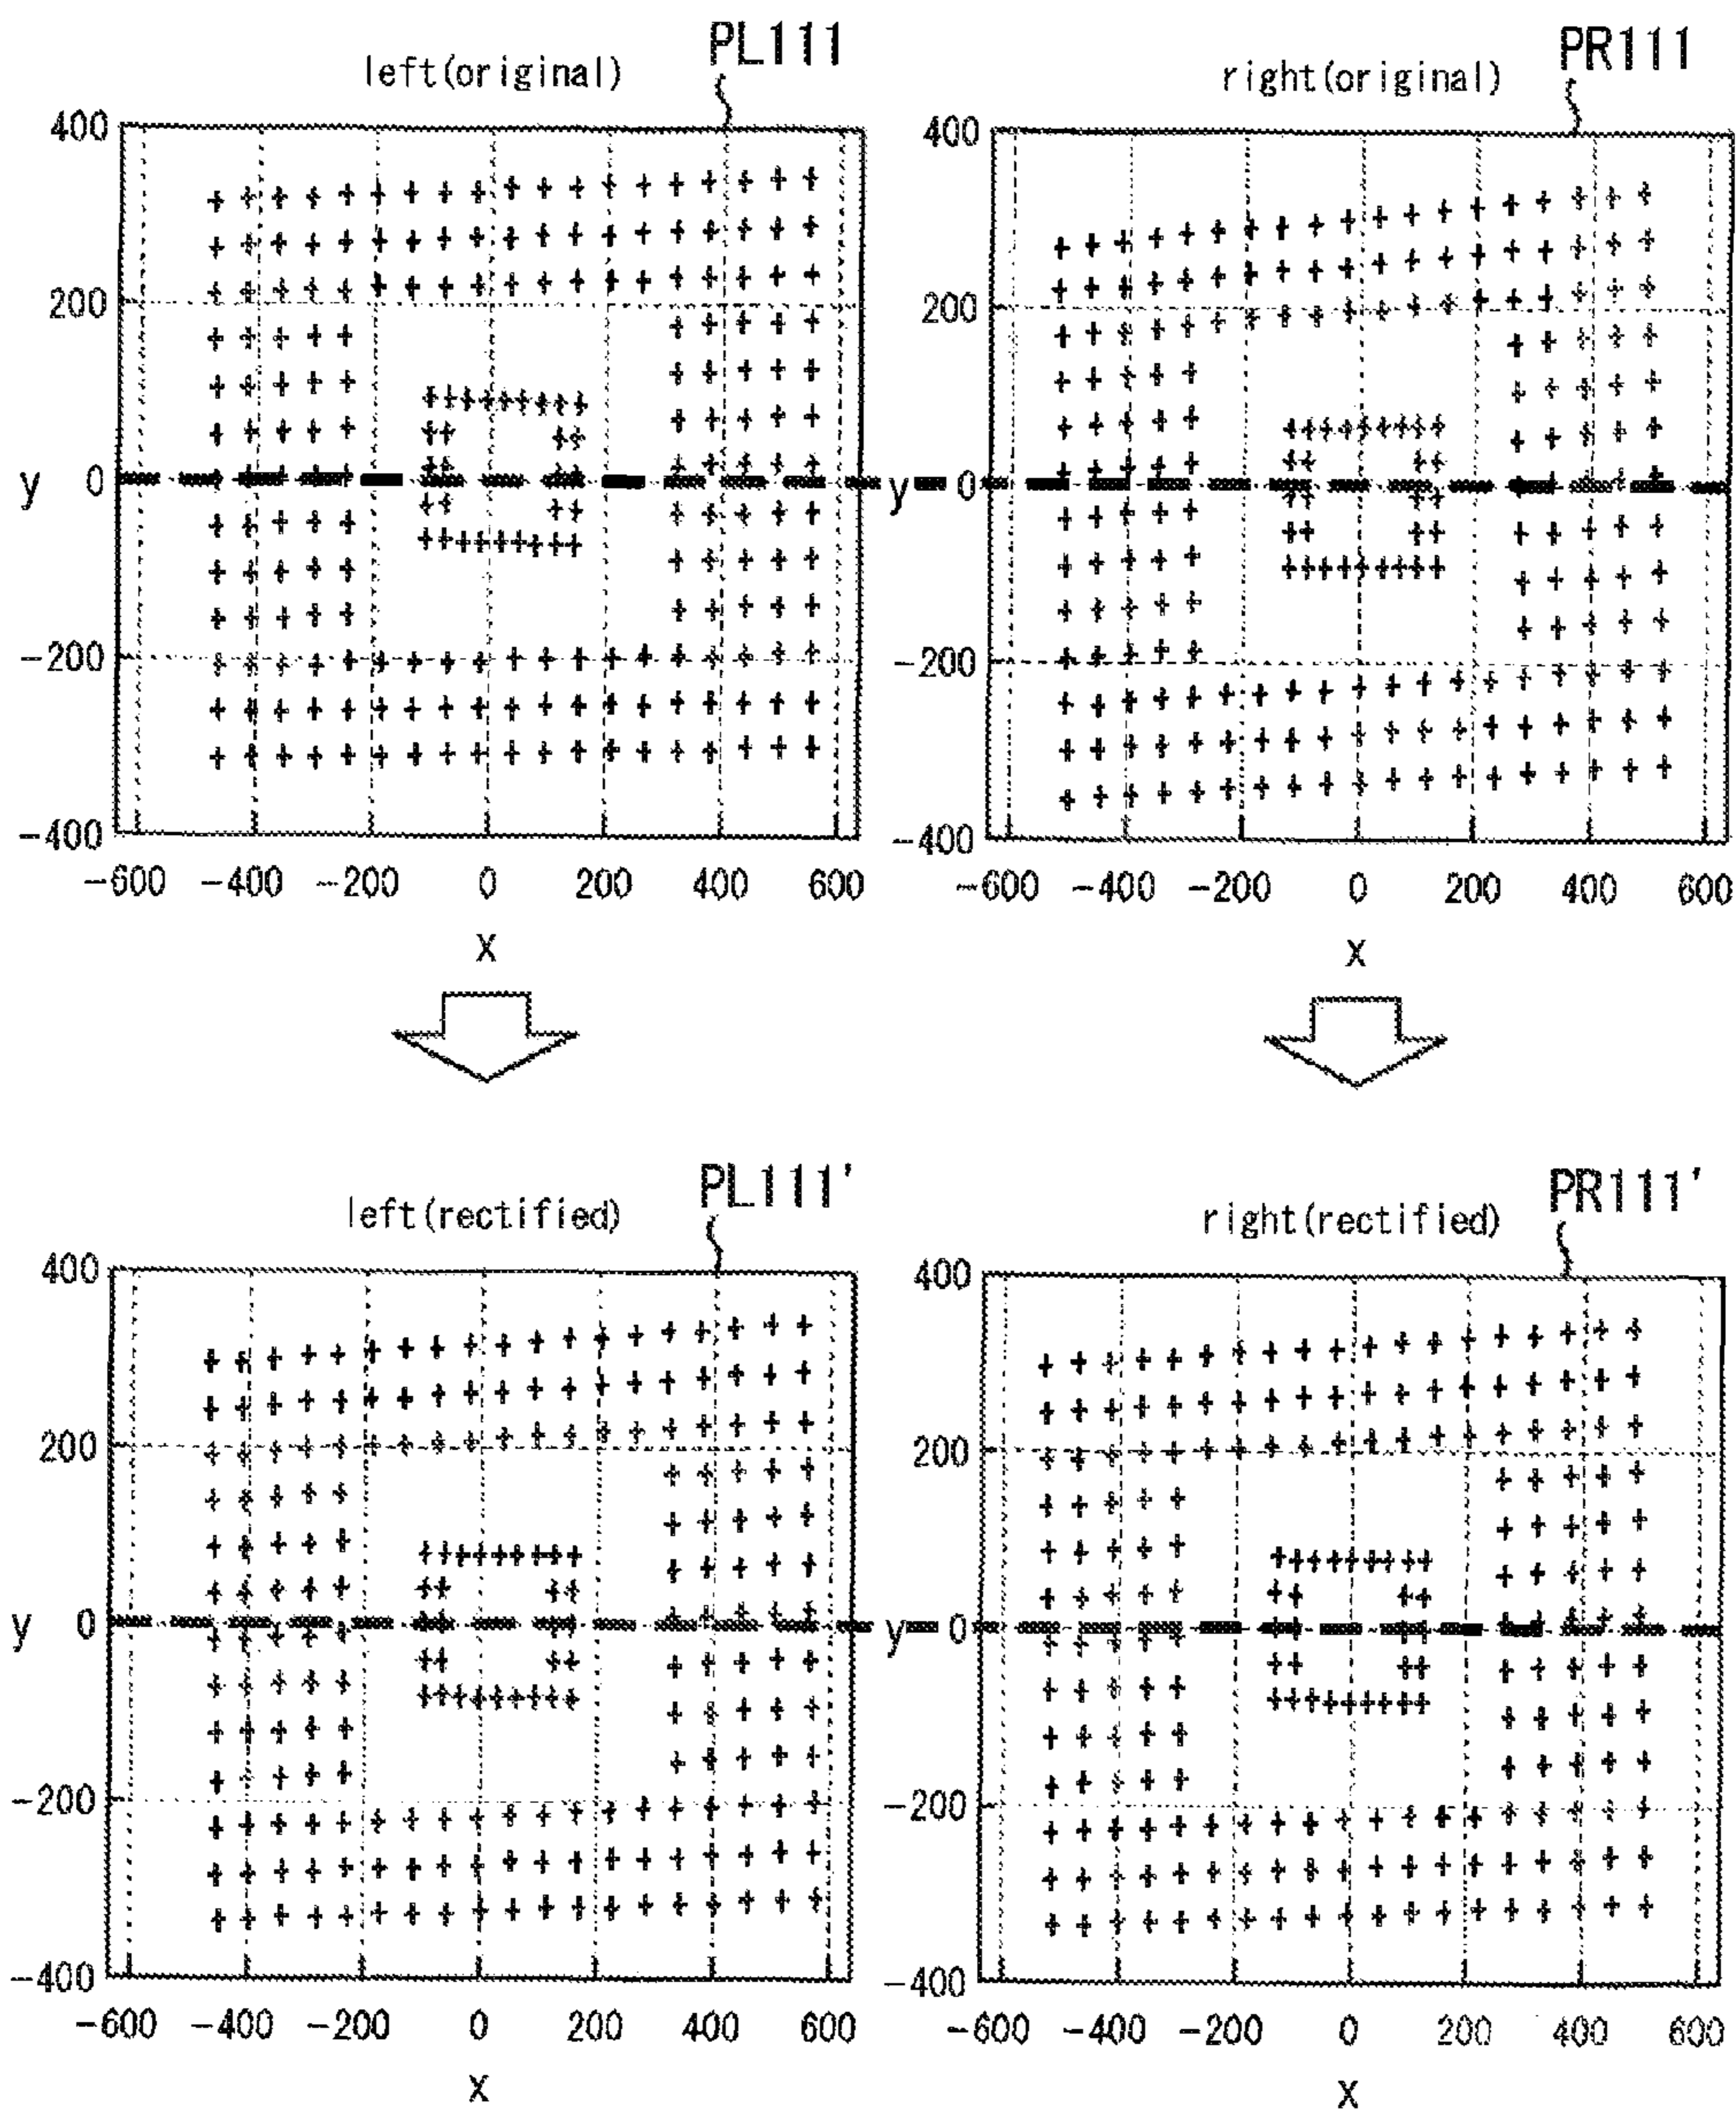 PL111 PR111
left(original) right(original)
400 400
200 200
y 0 y 0
-200 -200
-400 -400
-600 -400 -200 0 200 400 600 -600 -400 -200 0 200 400 600
x x
PL111' PR111'
left(rectified) right(rectified)
400 400
200 200
y 0 y 0
-200 -200
-400 -400
-600 -400 -200 0 200 400 600 -600 -400 -200 0 200 400 600
x x